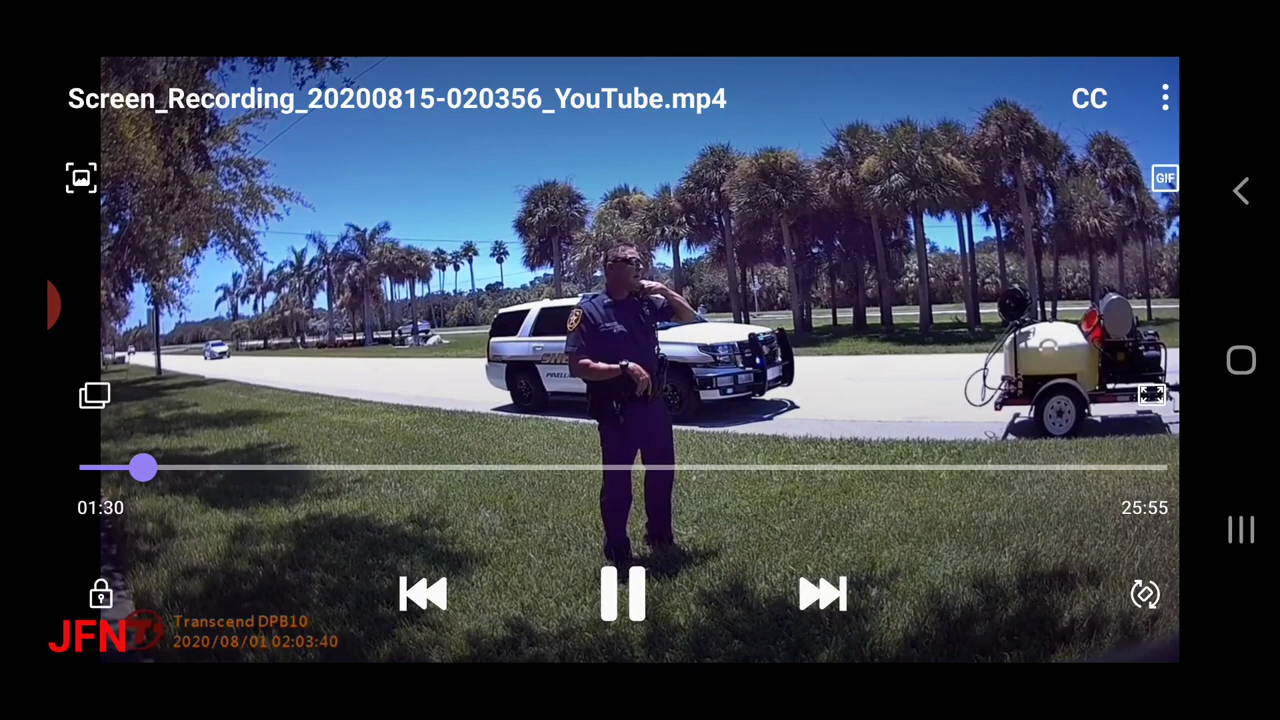 Screen_Recording_20200815-020356_YouTube.mp4
CC
GIF
01:30
25:55
JFN
Transcend DPB10
2020/08/01 02:03:40